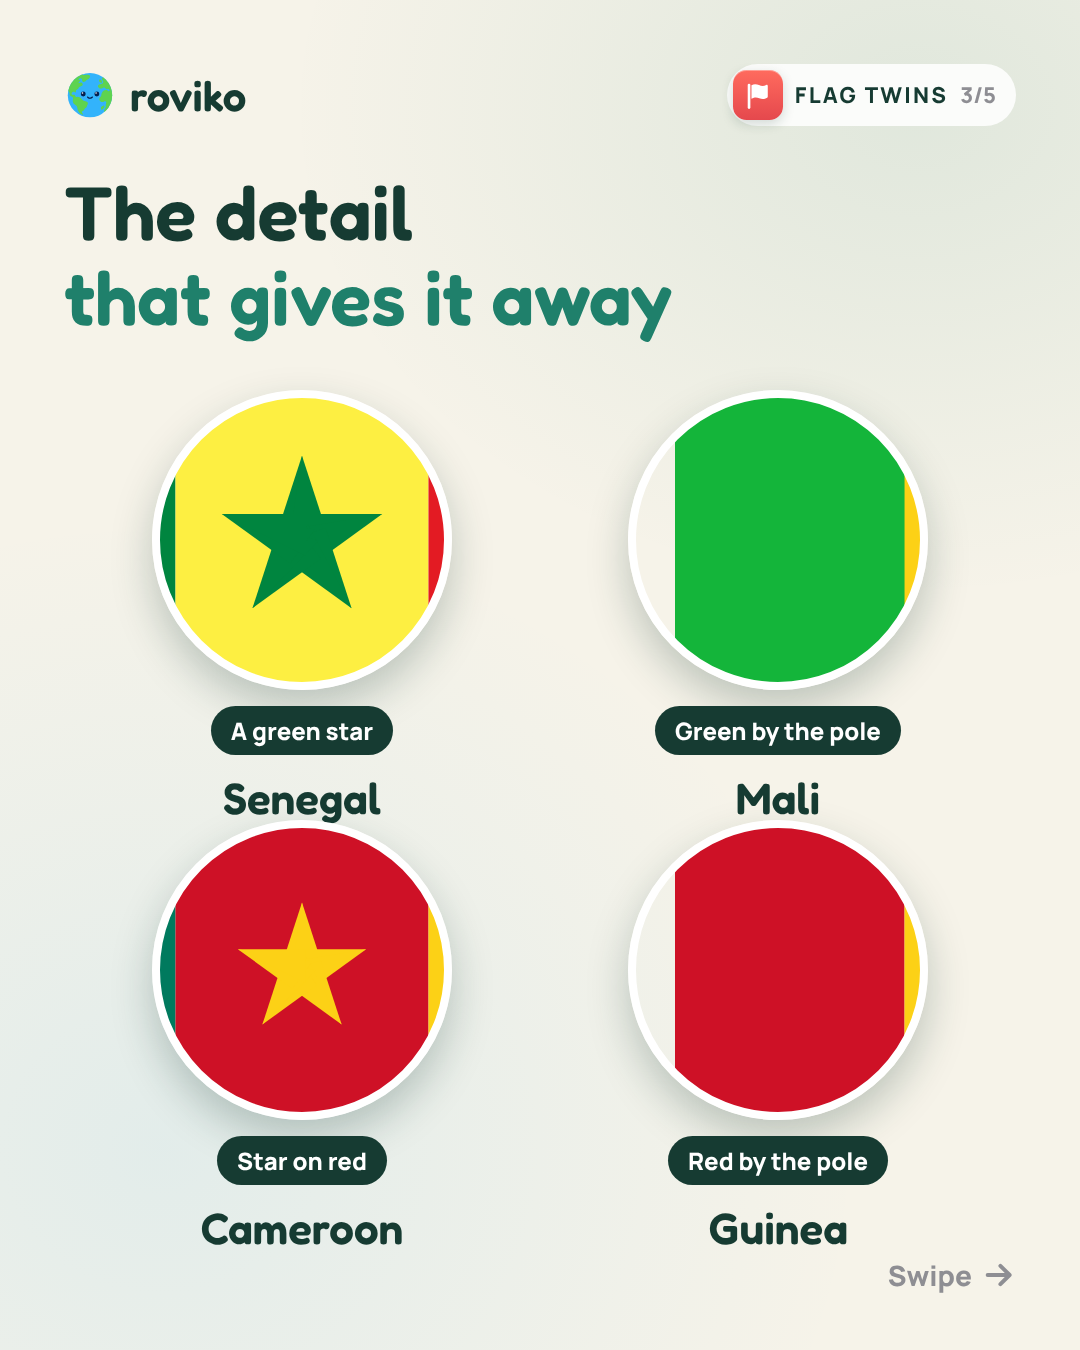 roviko
FLAG TWINS 3/5
The detail
that gives it away
A green star
Green by the pole
Senegal
Mali
Star on red
Red by the pole
Cameroon
Guinea
Swipe →